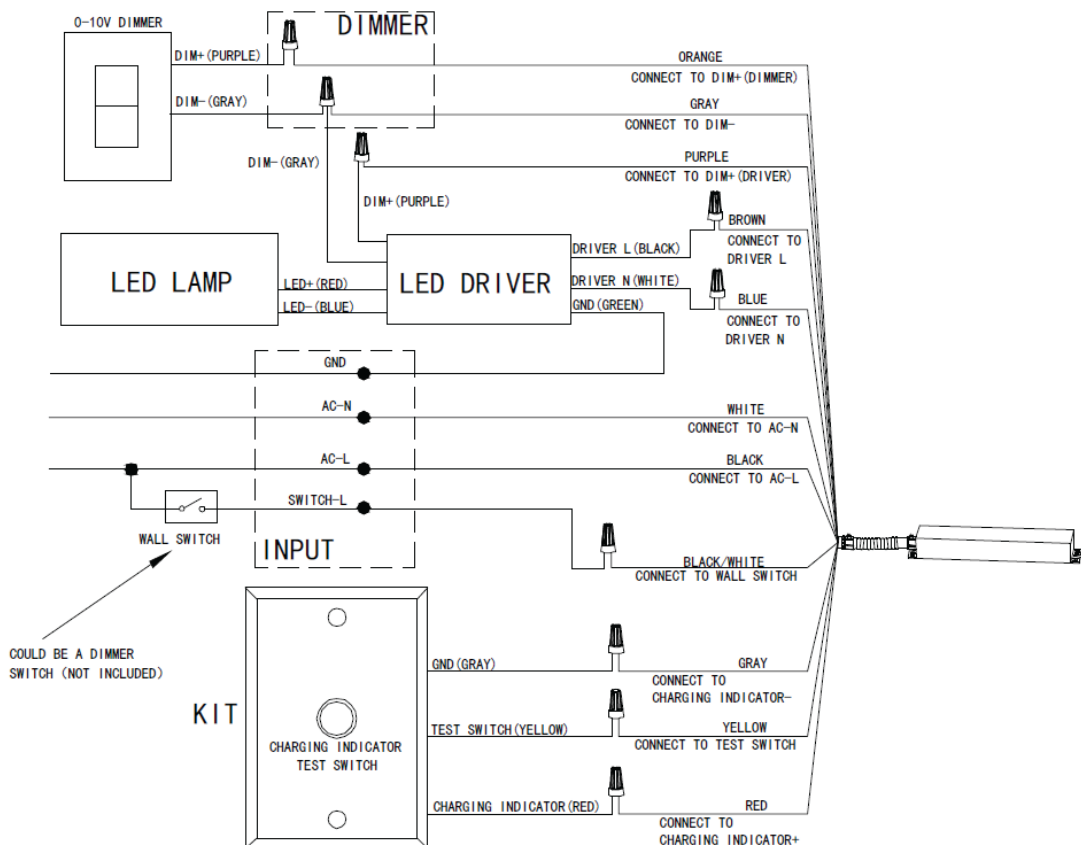 0-10V DIMMER
DIMMER
DIM+(PURPLE)
ORANGE
CONNECT TO DIM+(DIMMER)
DIM-(GRAY)
GRAY
CONNECT TO DIM-
DIM-(GRAY)
PURPLE
CONNECT TO DIM+(DRIVER)
DIM+(PURPLE)
BROWN
CONNECT TO
DRIVER L
DRIVER L(BLACK)
LED LAMP
LED+(RED)
LED-(BLUE)
LED DRIVER
DRIVER N(WHITE)
GND(GREEN)
BLUE
CONNECT TO
DRIVER N
GND
AC-N
WHITE
CONNECT TO AC-N
AC-L
BLACK
CONNECT TO AC-L
SWITCH-L
WALL SWITCH
INPUT
BLACK/WHITE
CONNECT TO WALL SWITCH
COULD BE A DIMMER
SWITCH (NOT INCLUDED)
GND(GRAY)
GRAY
CONNECT TO
CHARGING INDICATOR-
KIT
TEST SWITCH(YELLOW)
YELLOW
CONNECT TO TEST SWITCH
CHARGING INDICATOR
TEST SWITCH
CHARGING INDICATOR(RED)
RED
CONNECT TO
CHARGING INDICATOR+